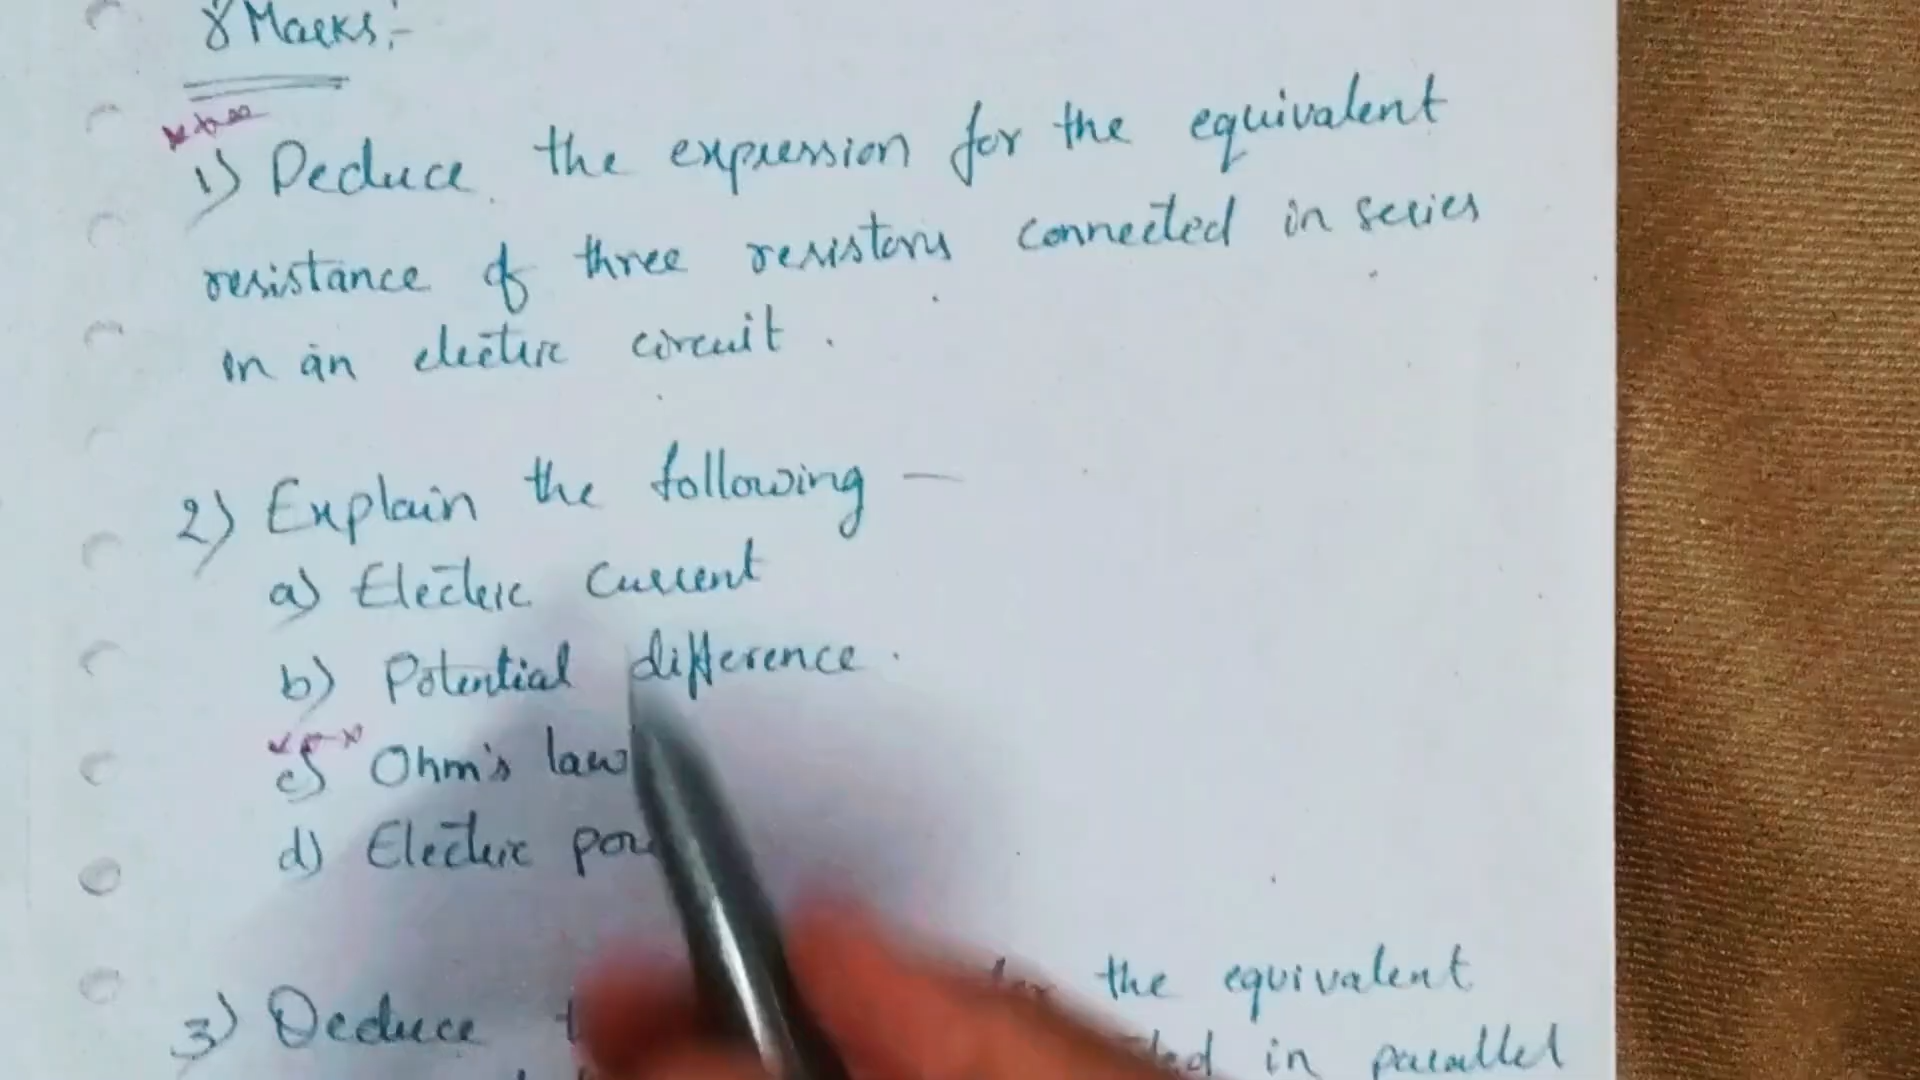 8 Marks:-
1) Deduce the expression for the equivalent
resistance of three resistors connected in series
in an electric circuit.
2) Explain the following -
a) Electric Current
b) Potential difference.
c) Ohm's law
d) Electric
3) Deduce the equivalent
in parallel